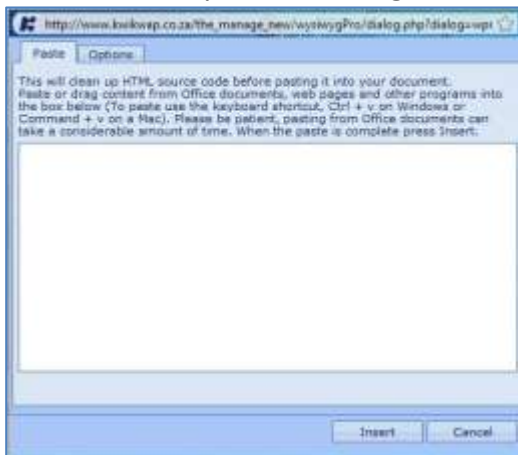 http://www.kwikwap.co.za/the_manage_new/wysiwygPro/dialog.php?dialog=wpr
Paste Options
This will clean up HTML source code before pasting it into your document.
Paste or drag content from Office documents, web pages and other programs into
the box below (To paste use the keyboard shortcut, Ctrl + v on Windows or
Command + v on a Mac). Please be patient, pasting from Office documents can
take a considerable amount of time. When the paste is complete press Insert.
Insert Cancel